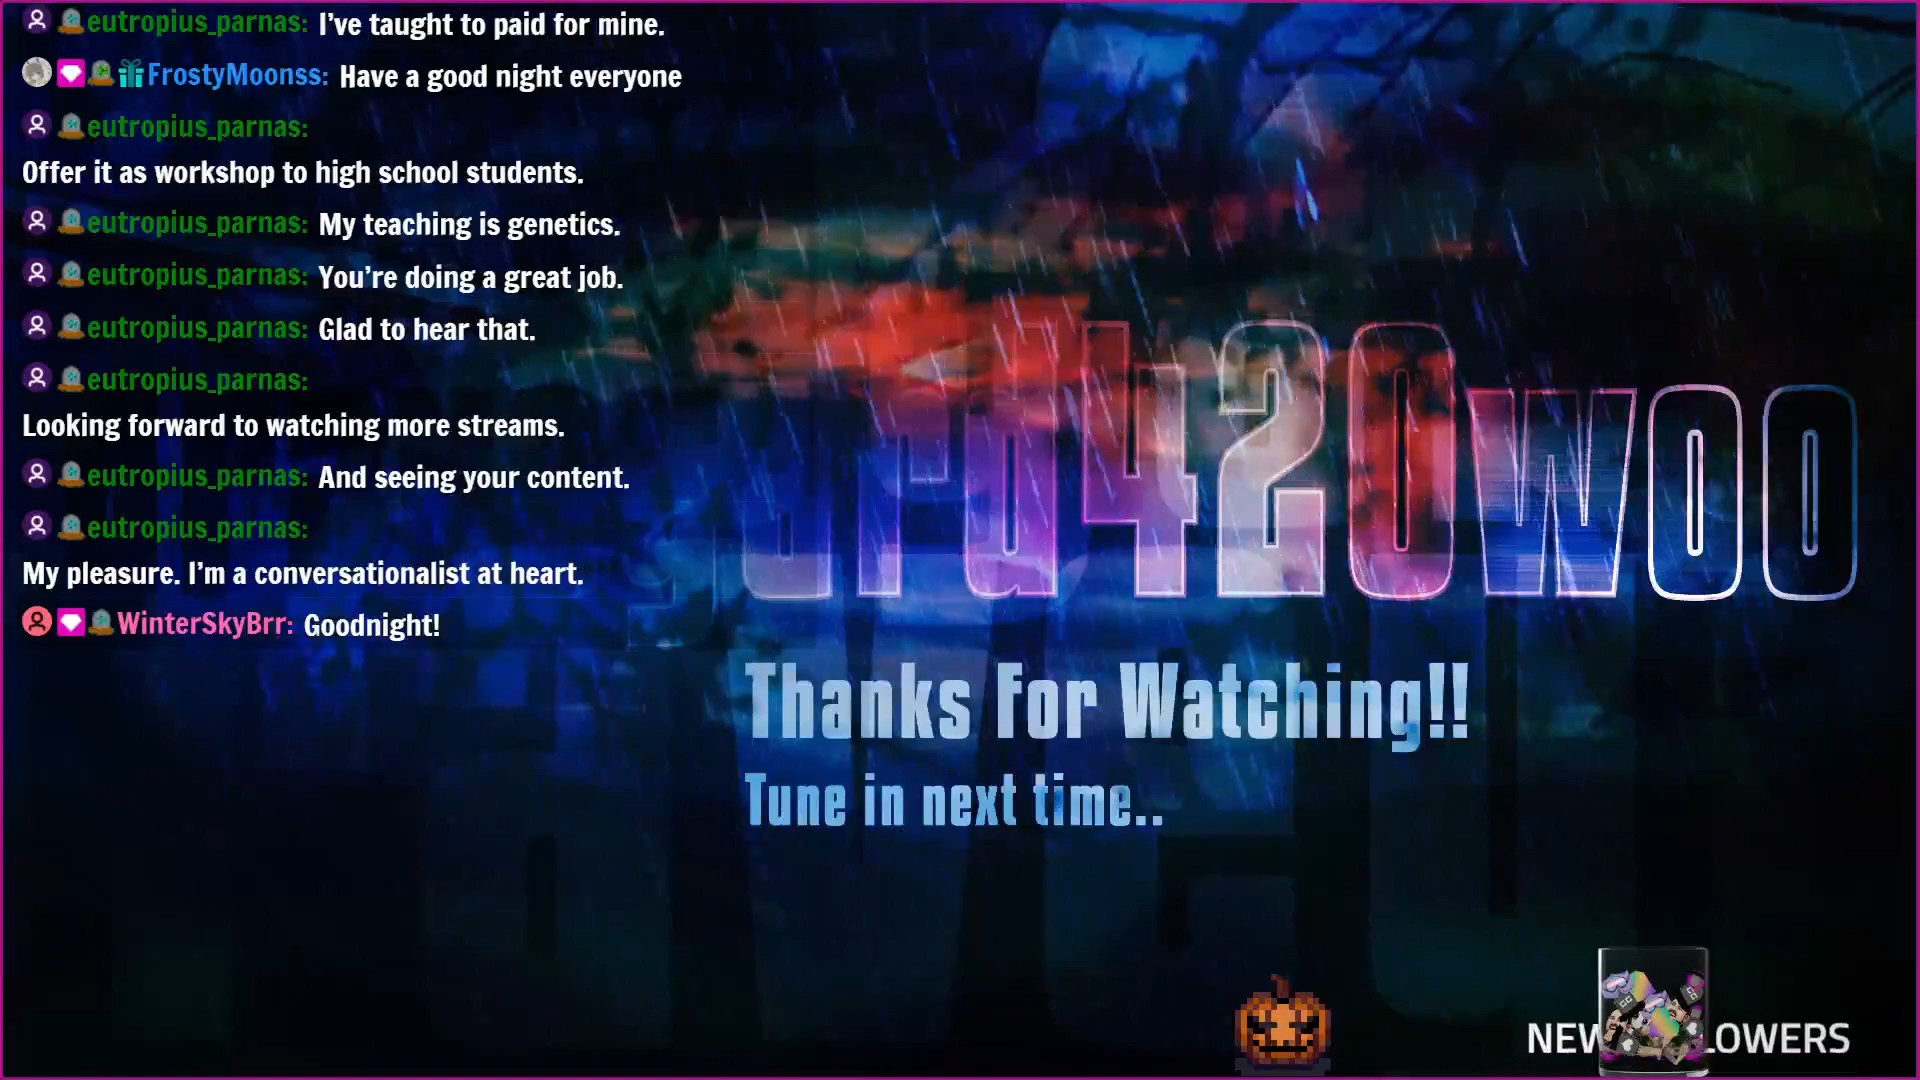 eutropius_parnas: I've taught to paid for mine.
FrostyMoonss: Have a good night everyone
eutropius_parnas:
Offer it as workshop to high school students.
eutropius_parnas: My teaching is genetics.
eutropius_parnas: You're doing a great job.
eutropius_parnas: Glad to hear that.
eutropius_parnas:
Looking forward to watching more streams.
eutropius_parnas: And seeing your content.
eutropius_parnas:
My pleasure. I'm a conversationalist at heart.
WinterSkyBrr: Goodnight!
ura420woo
Thanks For Watching!!
Tune in next time..
NEW LOWERS